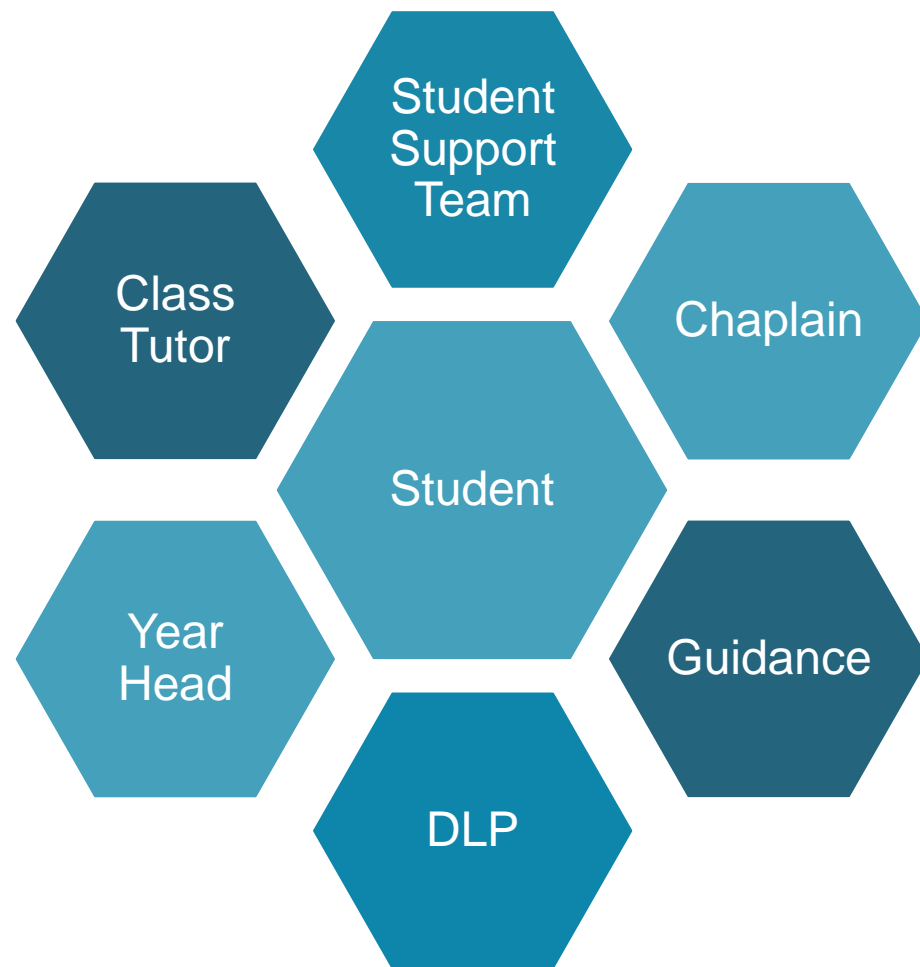 Student
Support
Team
Class
Tutor
Chaplain
Student
Year
Head
Guidance
DLP